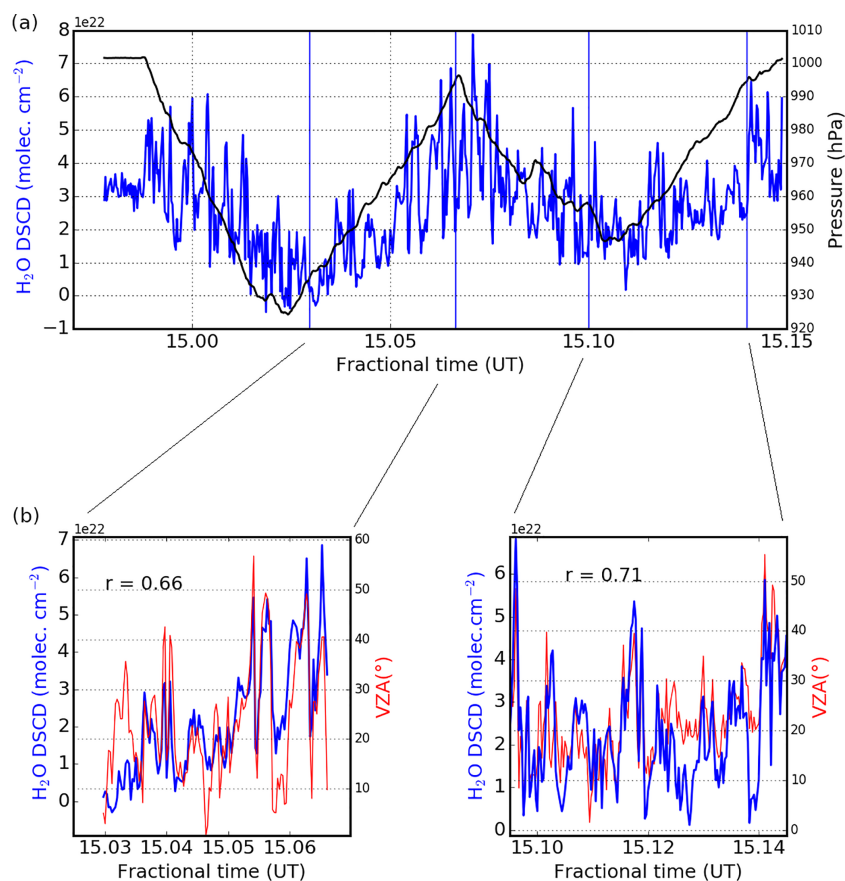 (a)
1e22
8
7
6
5
4
3
2
1
0
−1
H₂O DSCD (molec. cm⁻²)
1010
1000
990
980
970
960
950
940
930
920
Pressure (hPa)
15.00 15.05 15.10 15.15
Fractional time (UT)
(b)
1e22
7
6
5
4
3
2
1
0
H₂O DSCD (molec. cm⁻²)
r = 0.66
60
50
40
30
20
10
VZA(°)
15.03 15.04 15.05 15.06
Fractional time (UT)
1e22
6
5
4
3
2
1
0
H₂O DSCD (molec.cm⁻²)
r = 0.71
50
40
30
20
10
0
VZA(°)
15.10 15.12 15.14
Fractional time (UT)